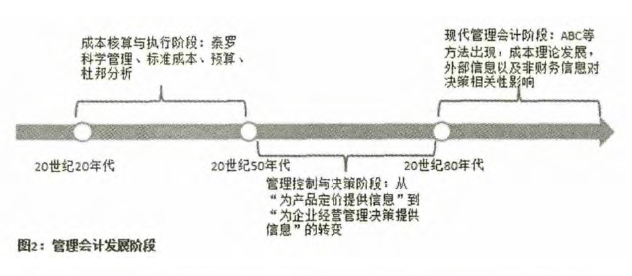 成本核算与执行阶段：泰罗
科学管理、标准成本、预算、
杜邦分析
现代管理会计阶段：ABC等
方法出现，成本理论发展，
外部信息以及非财务信息对
决策相关性影响
20世纪20年代
20世纪50年代
20世纪80年代
管理控制与决策阶段：从
“为产品定价提供信息”到
“为企业经营管理决策提供
信息”的转变
图2：管理会计发展阶段